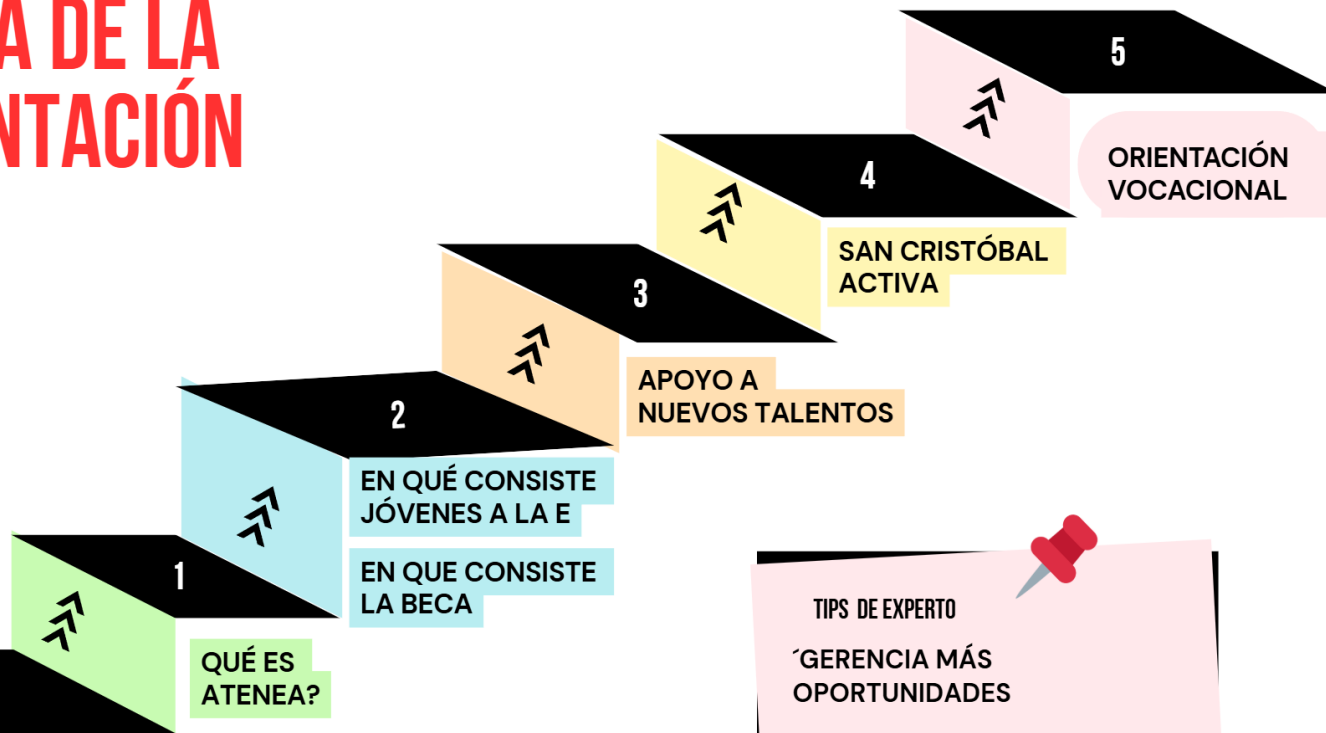 A DE LA
NTACIÓN
1
QUÉ ES
ATENEA?
2
EN QUÉ CONSISTE
JÓVENES A LA E
EN QUE CONSISTE
LA BECA
3
APOYO A
NUEVOS TALENTOS
4
SAN CRISTÓBAL
ACTIVA
5
ORIENTACIÓN
VOCACIONAL
TIPS DE EXPERTO
´GERENCIA MÁS
OPORTUNIDADES